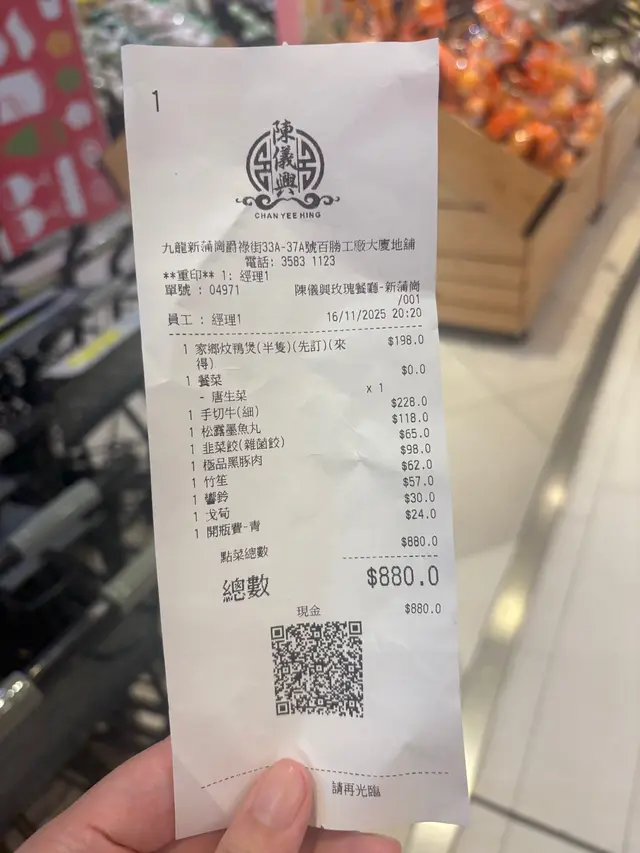 1
陳儀興
CHAN YEE HING
九龍新蒲崗爵祿街33A-37A號百勝工廠大廈地舖
電話: 3583 1123
**重印** 1: 經理1
單號 : 04971 陳儀興玫瑰餐廳-新蒲崗
/001
員工 : 經理1 16/11/2025 20:20
1 家鄉炆鴨煲(半隻)(先訂)(來 $198.0
得)
1 餐菜 $0.0
- 唐生菜 x 1
1 手切牛(細) $228.0
1 松露墨魚丸 $118.0
1 韭菜餃(雜菌餃) $65.0
1 極品黑豚肉 $98.0
1 竹笙 $62.0
1 響鈴 $57.0
1 戈荀 $30.0
1 開瓶費-青 $24.0
點菜總數 $880.0
總數 $880.0
現金 $880.0
請再光臨